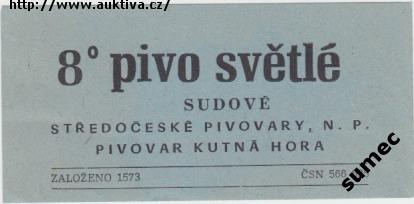 http://www.auktiva.cz/
8° pivo světlé
SUDOVÉ
STŘEDOČESKÉ PIVOVARY, N. P.
PIVOVAR KUTNÁ HORA
ZALOŽENO 1573 ČSN 566
sumec